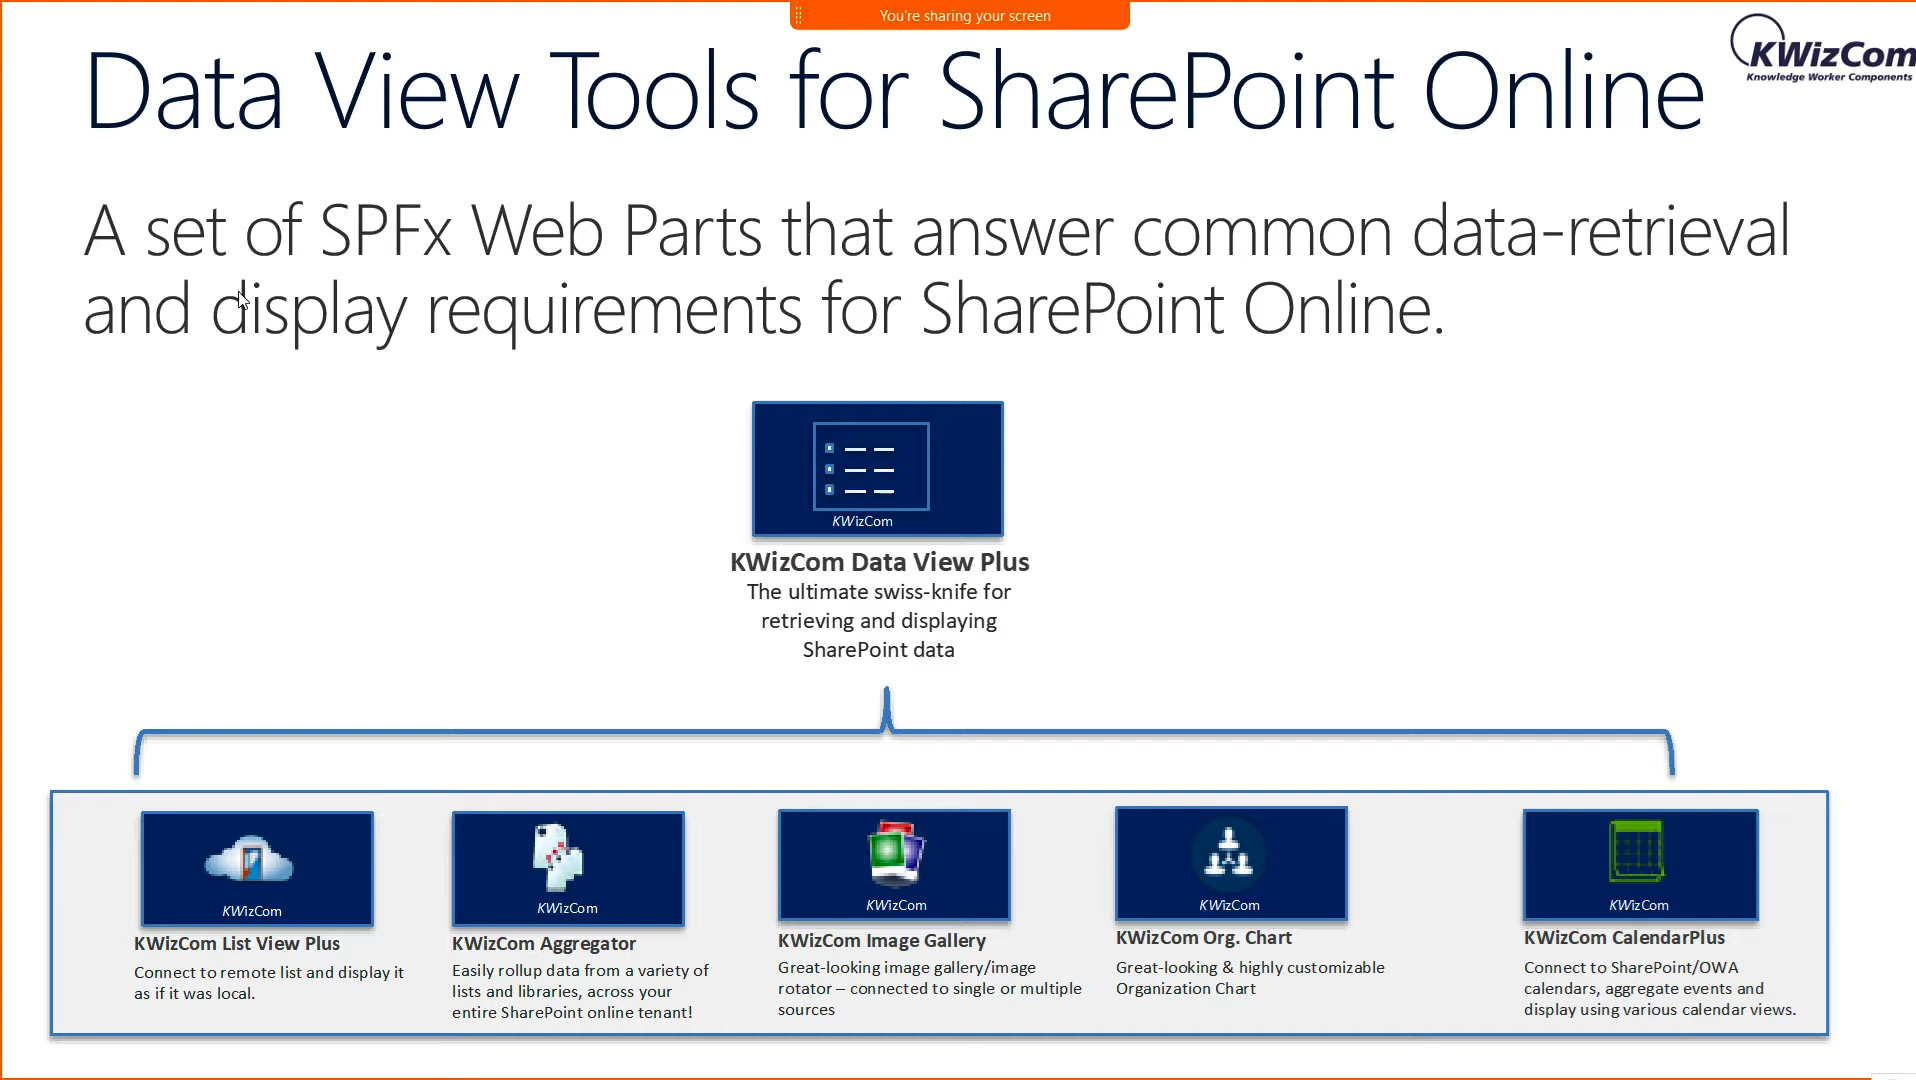 You're sharing your screen
KWizCom
Knowledge Worker Components
Data View Tools for SharePoint Online
A set of SPFx Web Parts that answer common data-retrieval
and display requirements for SharePoint Online.
KWizCom
KWizCom Data View Plus
The ultimate swiss-knife for
retrieving and displaying
SharePoint data
KWizCom
KWizCom List View Plus
Connect to remote list and display it
as if it was local.
KWizCom
KWizCom Aggregator
Easily rollup data from a variety of
lists and libraries, across your
entire SharePoint online tenant!
KWizCom
KWizCom Image Gallery
Great-looking image gallery/image
rotator – connected to single or multiple
sources
KWizCom
KWizCom Org. Chart
Great-looking & highly customizable
Organization Chart
KWizCom
KWizCom CalendarPlus
Connect to SharePoint/OWA
calendars, aggregate events and
display using various calendar views.